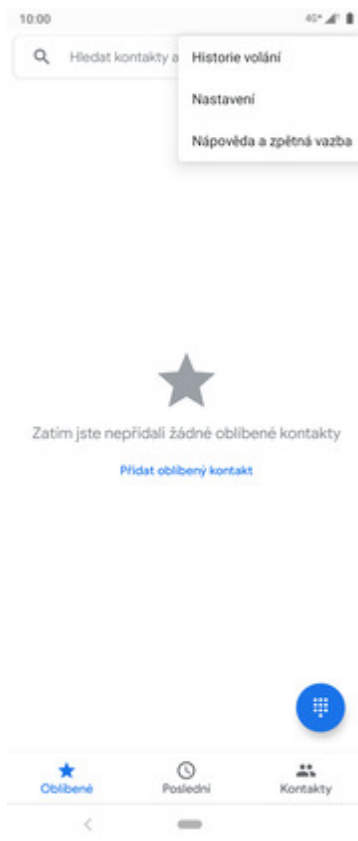 10:00
4G+
Hledat kontakty a
Historie volání
Nastavení
Nápověda a zpětná vazba
Zatím jste nepřidali žádné oblíbené kontakty
Přidat oblíbený kontakt
Oblíbené
Poslední
Kontakty